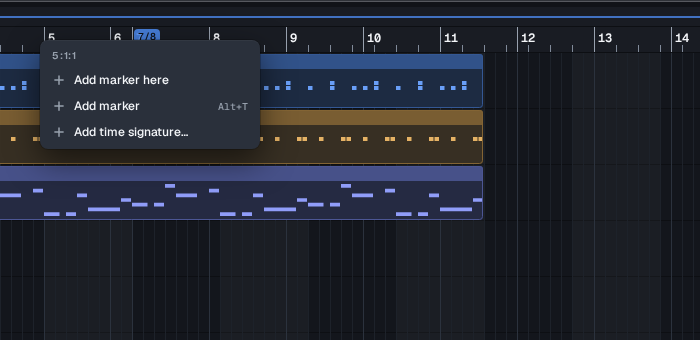 5 6 7/8 8 9 10 11 12 13 14
5:1:1
Add marker here
Add marker Alt+T
Add time signature…